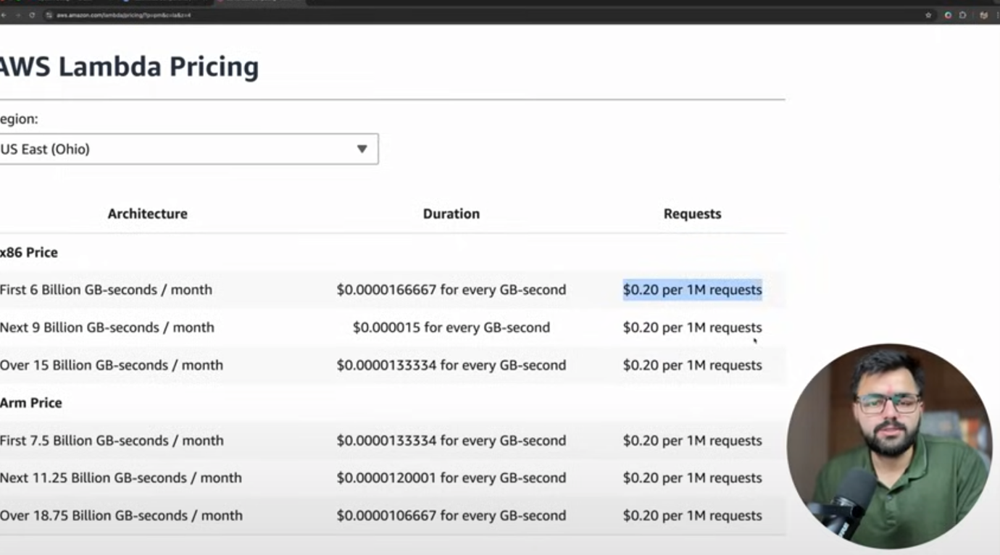 aws.amazon.com/lambda/pricing/?p=pm&c=la&z=4
AWS Lambda Pricing
egion:
US East (Ohio)
Architecture Duration Requests
x86 Price
First 6 Billion GB-seconds / month $0.0000166667 for every GB-second $0.20 per 1M requests
Next 9 Billion GB-seconds / month $0.000015 for every GB-second $0.20 per 1M requests
Over 15 Billion GB-seconds / month $0.0000133334 for every GB-second $0.20 per 1M requests
Arm Price
First 7.5 Billion GB-seconds / month $0.0000133334 for every GB-second $0.20 per 1M requests
Next 11.25 Billion GB-seconds / month $0.0000120001 for every GB-second $0.20 per 1M requests
Over 18.75 Billion GB-seconds / month $0.0000106667 for every GB-second $0.20 per 1M requests